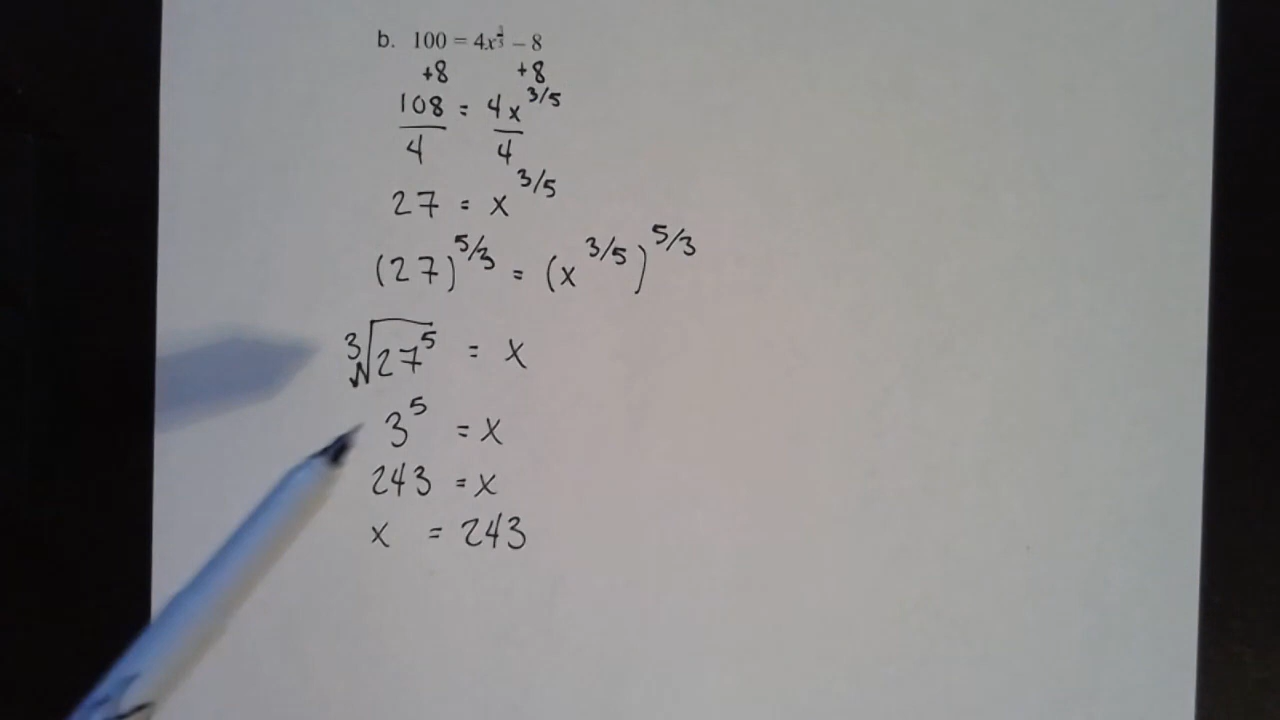 b. 100 = 4x^{3/5} – 8
+8 +8
108 = 4x^{3/5}
4 4
27 = x^{3/5}
(27)^{5/3} = (x^{3/5})^{5/3}
∛27^5 = x
3^5 = x
243 = x
x = 243